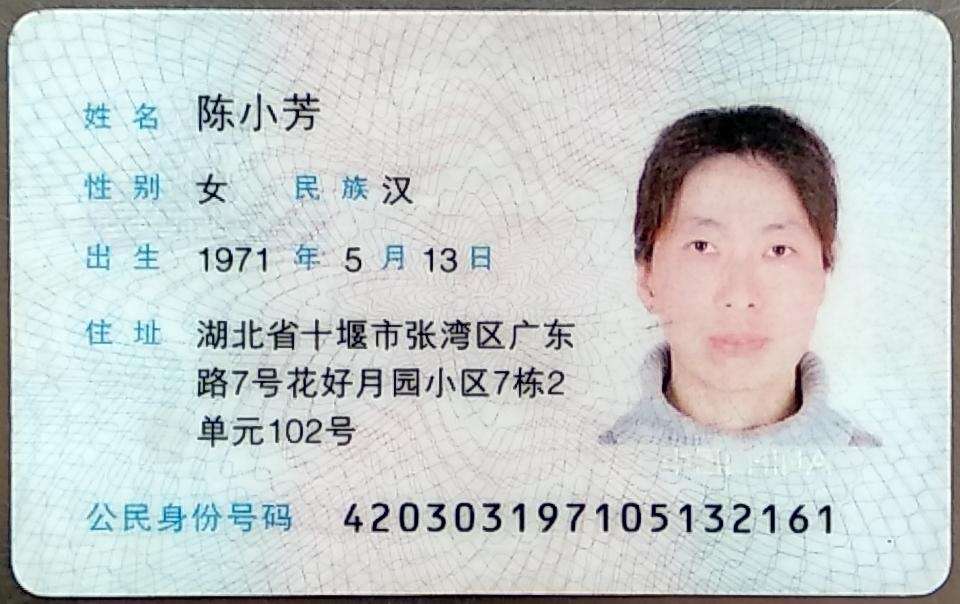 姓名 陈小芳
性别 女 民族 汉
出生 1971 年 5 月 13 日
住址 湖北省十堰市张湾区广东
路7号花好月园小区7栋2
单元102号
公民身份号码 420303197105132161